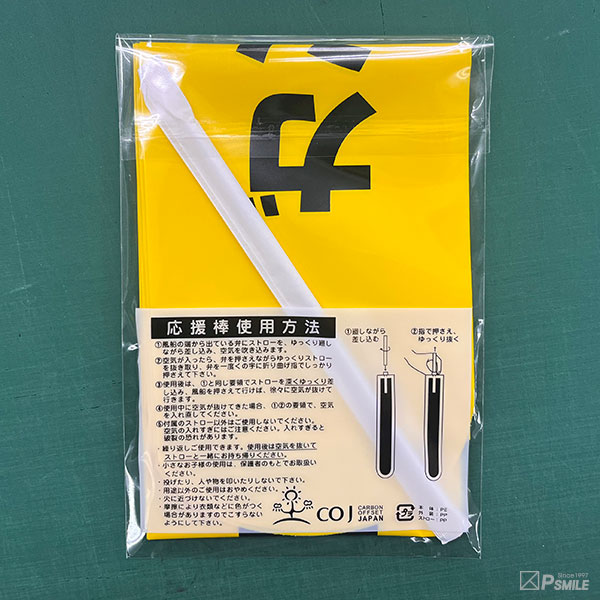 ガ
応援棒使用方法
①風船の端から出ている弁にストローを、ゆっくり廻し
ながら差し込み、空気を吹き込みます。
②空気が入ったら、弁を押さえながらゆっくりストロー
を抜き取り、弁を一度くの字に折り曲げ指でしっかり
押さえて下さい。
③使用後は、①と同じ要領でストローを深くゆっくり差
し込み、風船を押さえて行けば、徐々に空気が抜けて
行きます。
④使用中に空気が抜けてきた場合、①②の要領で、空気
を入れ直してください。
⑤付属のストロー以外はご使用しないでください。
空気の入れすぎにはご注意ください。入れすぎると
破裂の恐れがあります。
・繰り返しご使用できます。使用後は空気を抜いて
ストローと一緒にお持ち帰りください。
・小さなお子様の使用は、保護者のもとでお取扱い
ください。
・投げたり、人や物を叩いたりしないで下さい。
・用途以外のご使用はおやめください。
・火に近づけないでください。
・摩擦により衣類などに色がつく
場合がありますのでこすらない
ようにして下さい。
①廻しながら
差し込む
②指で押さえ、
ゆっくり抜く
COJ
CARBON
OFFSET
JAPAN
プラ
本体:PE
外袋:PP
ストロー:PP
Since1997
PSMILE